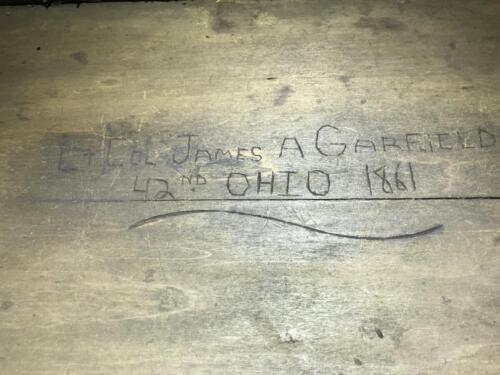 LT COL JAMES A GARFIELD
42ND OHIO 1861